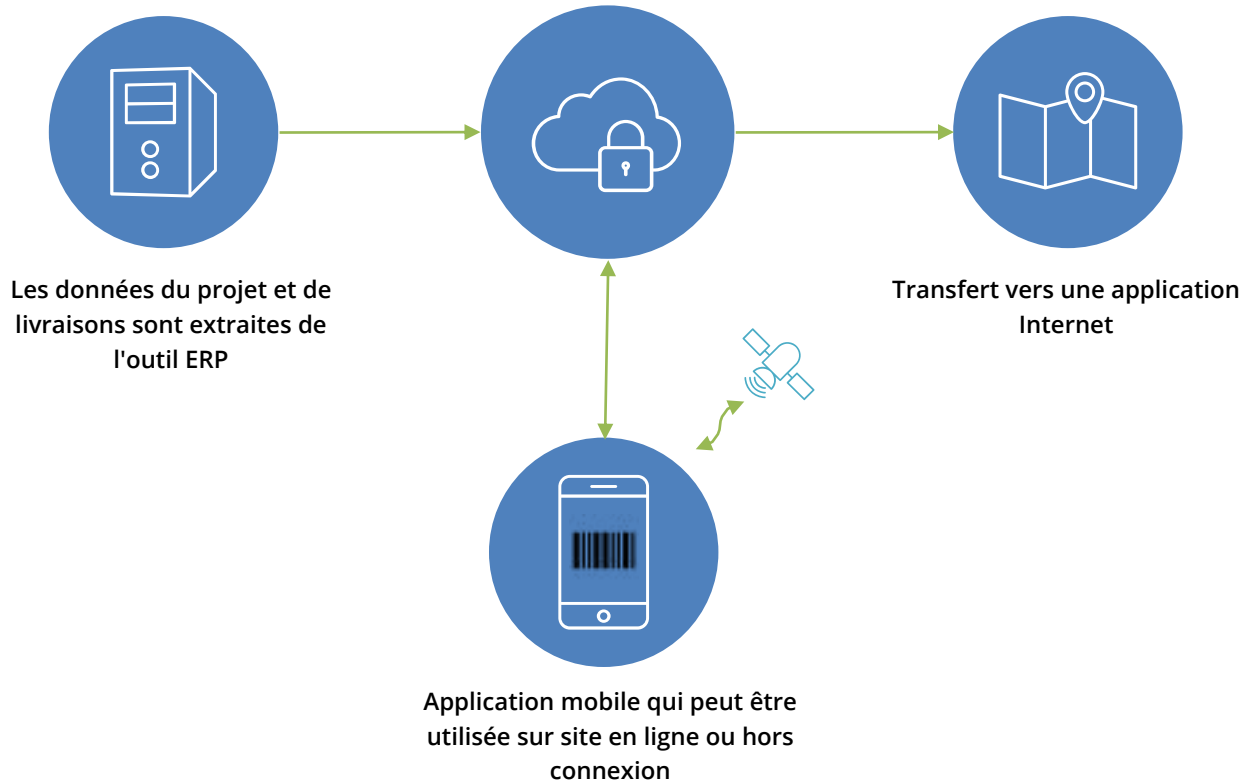 Les données du projet et de
livraisons sont extraites de
l'outil ERP
Transfert vers une application
Internet
Application mobile qui peut être
utilisée sur site en ligne ou hors
connexion